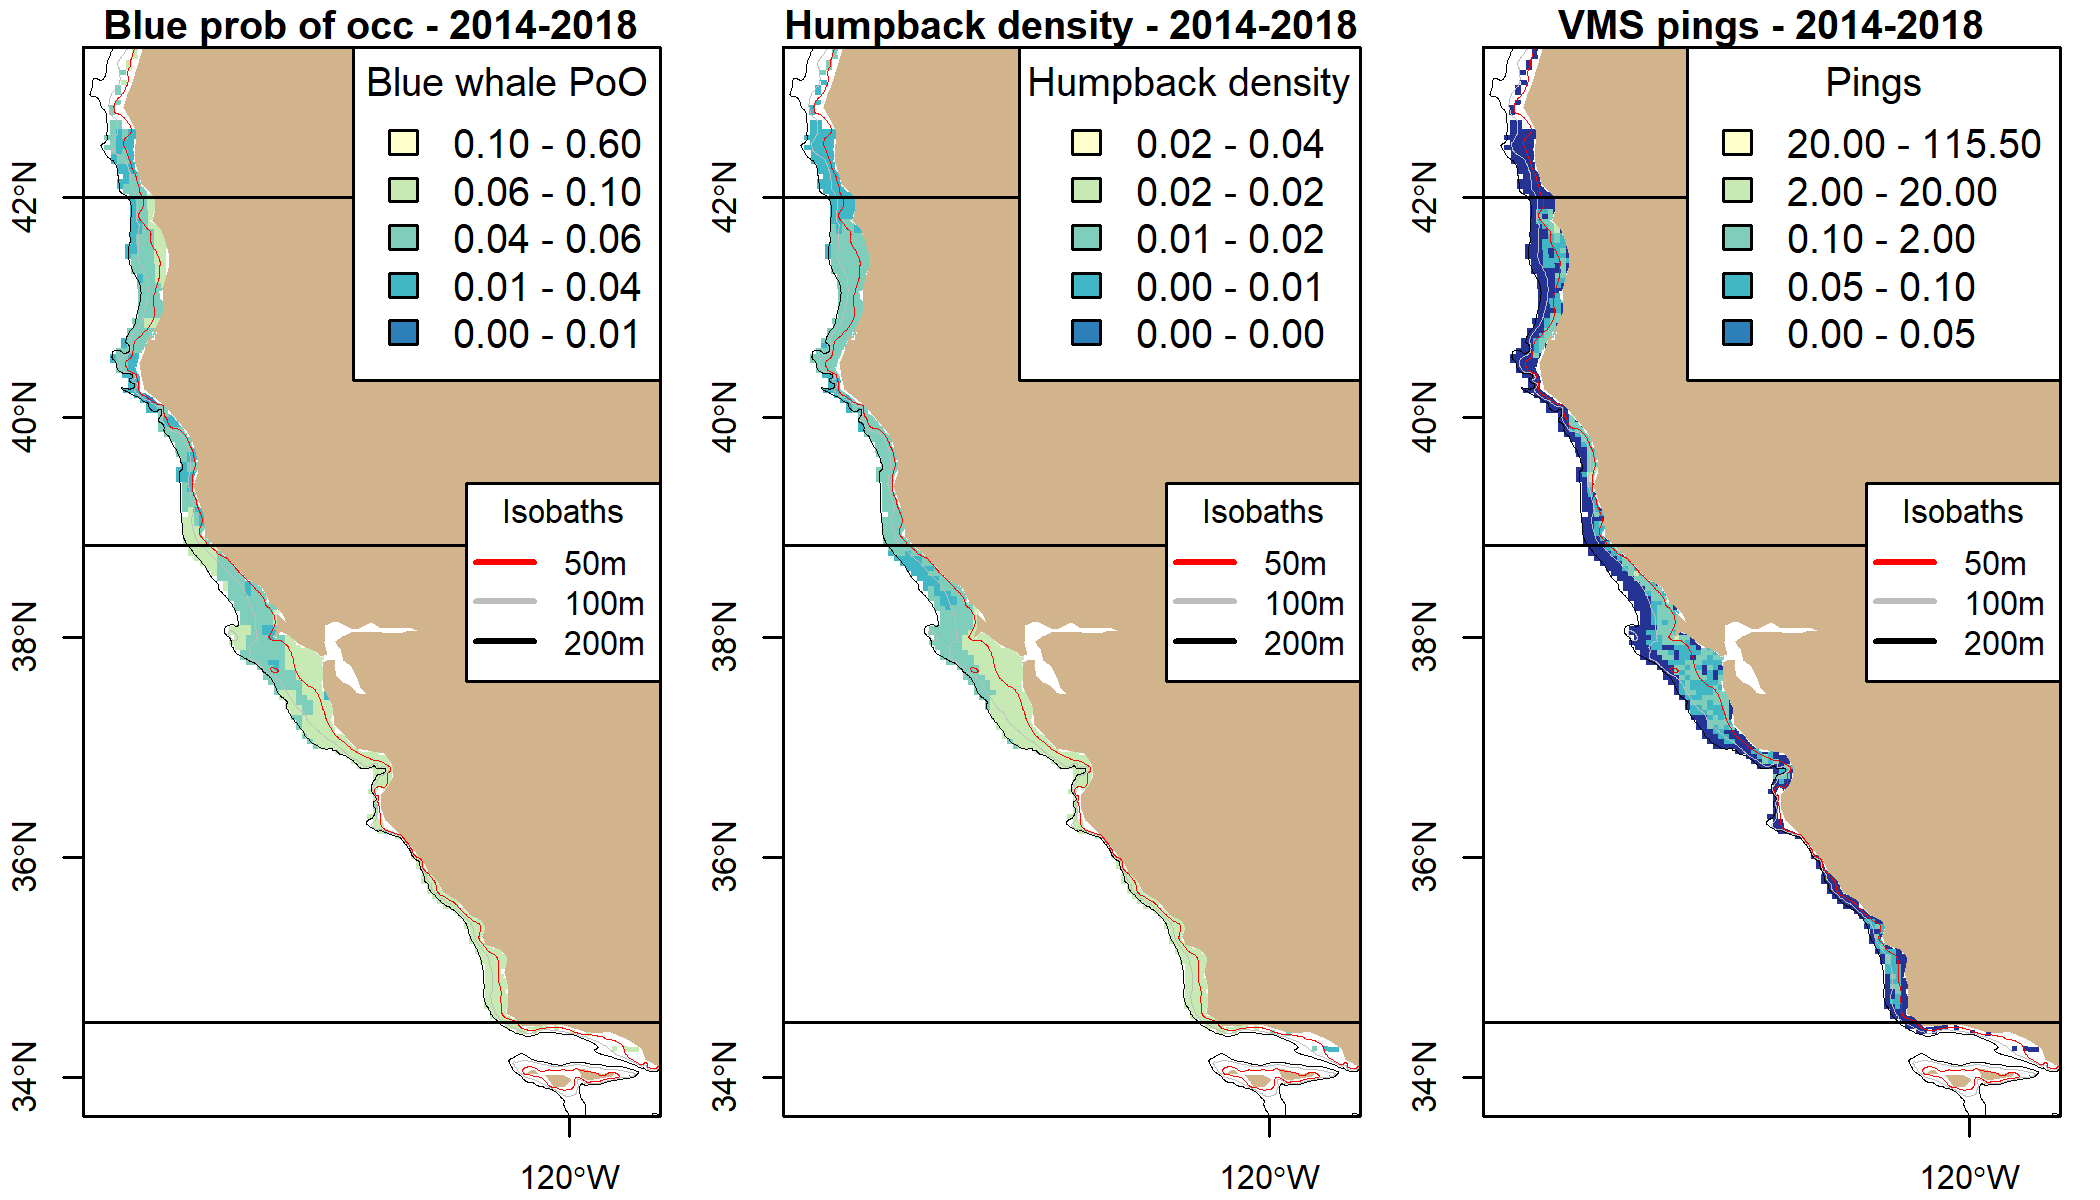 Blue prob of occ - 2014-2018
Blue whale PoO
0.10 - 0.60
0.06 - 0.10
0.04 - 0.06
0.01 - 0.04
0.00 - 0.01
Isobaths
50m
100m
200m
42°N
40°N
38°N
36°N
34°N
120°W
Humpback density - 2014-2018
Humpback density
0.02 - 0.04
0.02 - 0.02
0.01 - 0.02
0.00 - 0.01
0.00 - 0.00
Isobaths
50m
100m
200m
42°N
40°N
38°N
36°N
34°N
120°W
VMS pings - 2014-2018
Pings
20.00 - 115.50
2.00 - 20.00
0.10 - 2.00
0.05 - 0.10
0.00 - 0.05
Isobaths
50m
100m
200m
42°N
40°N
38°N
36°N
34°N
120°W